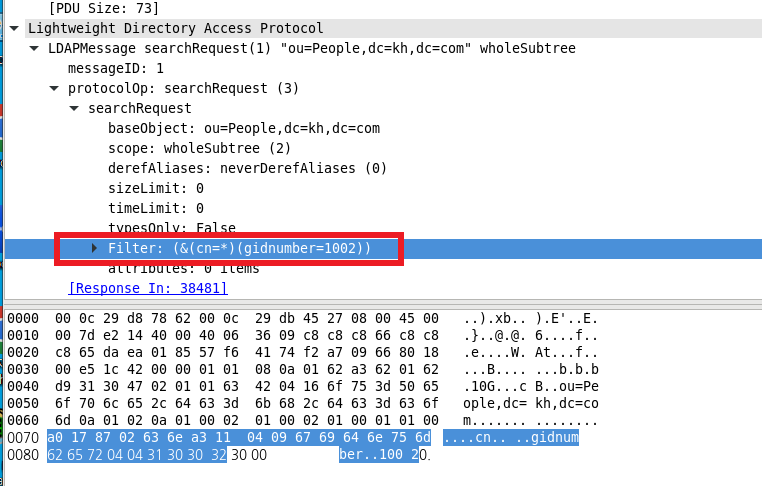 [PDU Size: 73]
Lightweight Directory Access Protocol
LDAPMessage searchRequest(1) "ou=People,dc=kh,dc=com" wholeSubtree
messageID: 1
protocolOp: searchRequest (3)
searchRequest
baseObject: ou=People,dc=kh,dc=com
scope: wholeSubtree (2)
derefAliases: neverDerefAliases (0)
sizeLimit: 0
timeLimit: 0
typesOnly: False
Filter: (&(cn=*)(gidnumber=1002))
attributes: 0 items
[Response In: 38481]
0000 00 0c 29 d8 78 62 00 0c 29 db 45 27 08 00 45 00 ..).xb.. ).E'..E.
0010 00 7d e2 14 40 00 40 06 36 09 c8 c8 c8 66 c8 c8 .}..@.@. 6....f..
0020 c8 65 da ea 01 85 57 f6 41 74 f2 a7 09 66 80 18 .e....W. At...f..
0030 00 e5 1c 42 00 00 01 01 08 0a 01 62 a3 62 01 62 ...B.... ...b.b.b
0040 d9 31 30 47 02 01 01 63 42 04 16 6f 75 3d 50 65 .10G...c B..ou=Pe
0050 6f 70 6c 65 2c 64 63 3d 6b 68 2c 64 63 3d 63 6f ople,dc= kh,dc=co
0060 6d 0a 01 02 0a 01 00 02 01 00 02 01 00 01 01 00 m....... ........
0070 a0 17 87 02 63 6e a3 11 04 09 67 69 64 6e 75 6d ....cn.. ..gidnum
0080 62 65 72 04 04 31 30 30 32 30 00 ber..100 20.